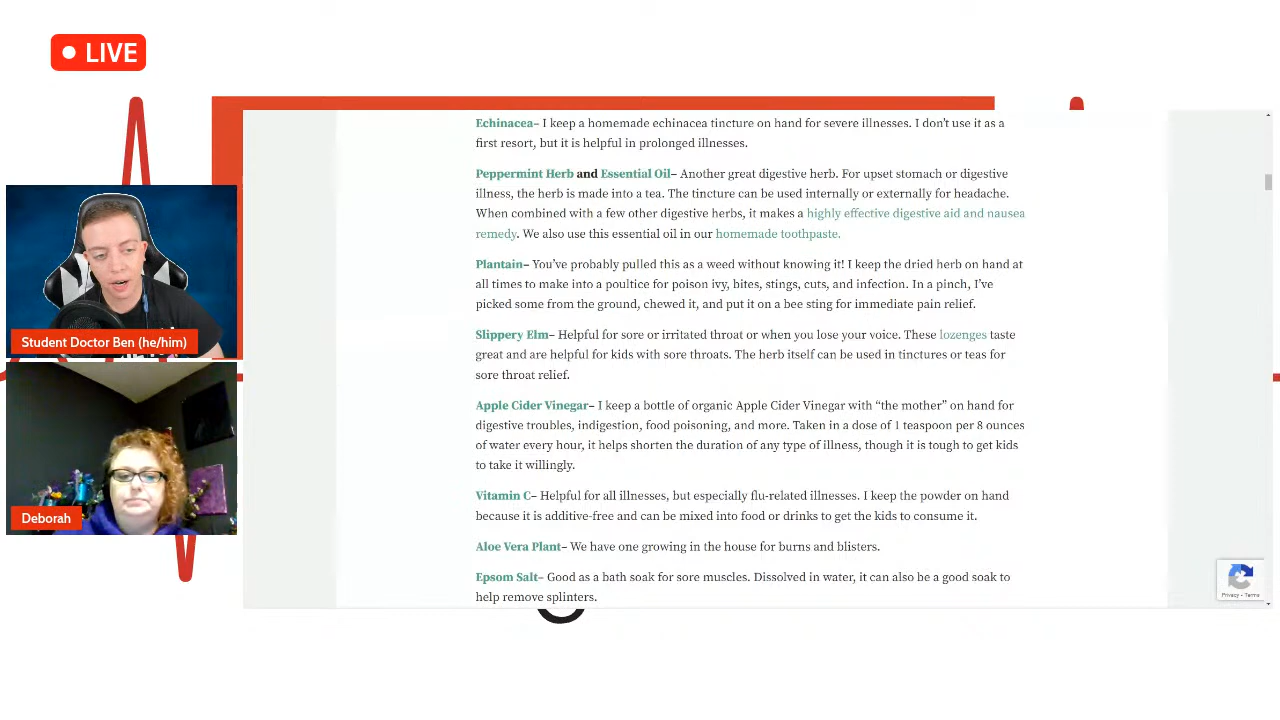 LIVE
Echinacea– I keep a homemade echinacea tincture on hand for severe illnesses. I don't use it as a
first resort, but it is helpful in prolonged illnesses.
Peppermint Herb and Essential Oil– Another great digestive herb. For upset stomach or digestive
illness, the herb is made into a tea. The tincture can be used internally or externally for headache.
When combined with a few other digestive herbs, it makes a highly effective digestive aid and nausea
remedy. We also use this essential oil in our homemade toothpaste.
Plantain– You've probably pulled this as a weed without knowing it! I keep the dried herb on hand at
all times to make into a poultice for poison ivy, bites, stings, cuts, and infection. In a pinch, I've
picked some from the ground, chewed it, and put it on a bee sting for immediate pain relief.
Slippery Elm– Helpful for sore or irritated throat or when you lose your voice. These lozenges taste
great and are helpful for kids with sore throats. The herb itself can be used in tinctures or teas for
sore throat relief.
Apple Cider Vinegar– I keep a bottle of organic Apple Cider Vinegar with “the mother” on hand for
digestive troubles, indigestion, food poisoning, and more. Taken in a dose of 1 teaspoon per 8 ounces
of water every hour, it helps shorten the duration of any type of illness, though it is tough to get kids
to take it willingly.
Vitamin C– Helpful for all illnesses, but especially flu-related illnesses. I keep the powder on hand
because it is additive-free and can be mixed into food or drinks to get the kids to consume it.
Aloe Vera Plant– We have one growing in the house for burns and blisters.
Epsom Salt– Good as a bath soak for sore muscles. Dissolved in water, it can also be a good soak to
help remove splinters.
Student Doctor Ben (he/him)
Deborah
Privacy - Terms